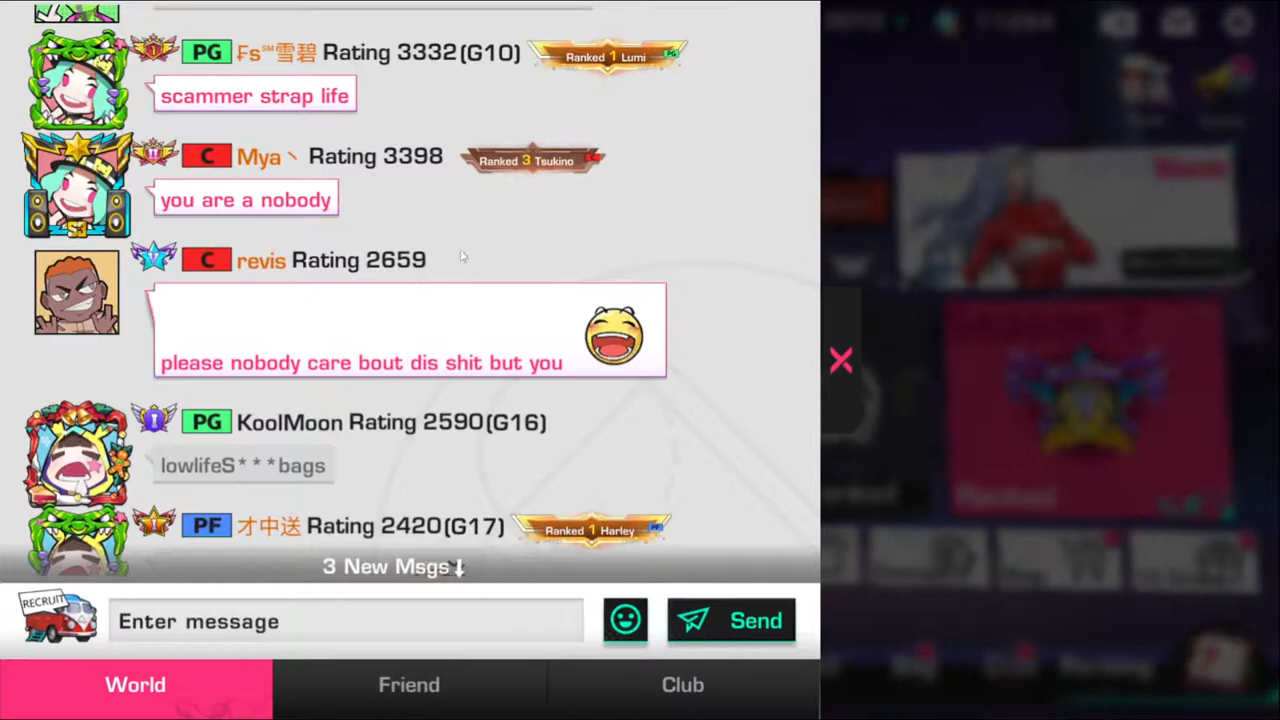 PG ₣s℠雪碧 Rating 3332(G10) Ranked 1 Lumi PG
scammer strap life
C Mya丶 Rating 3398 Ranked 3 Tsukino C
you are a nobody
SJ
C revis Rating 2659
please nobody care bout dis shit but you
PG KoolMoon Rating 2590(G16)
lowlifeS***bags
PF 才中送 Rating 2420(G17) Ranked 1 Harley PF
3 New Msgs↓
RECRUIT
Enter message
Send
World
Friend
Club